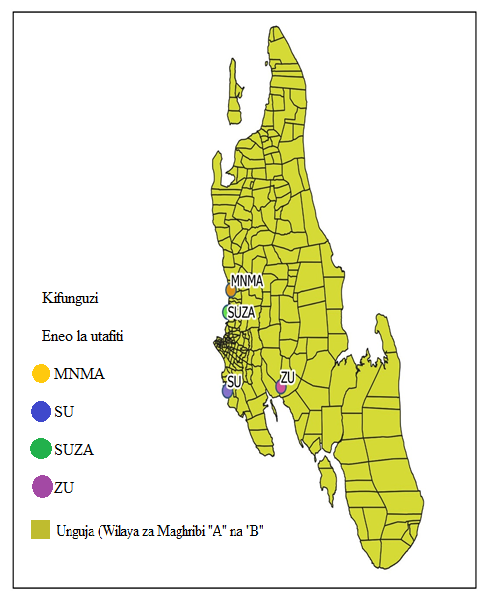 MNMA
SUZA
SU
ZU
Kifunguzi
Eneo la utafiti
MNMA
SU
SUZA
ZU
Unguja (Wilaya za Maghribi "A" na 'B"